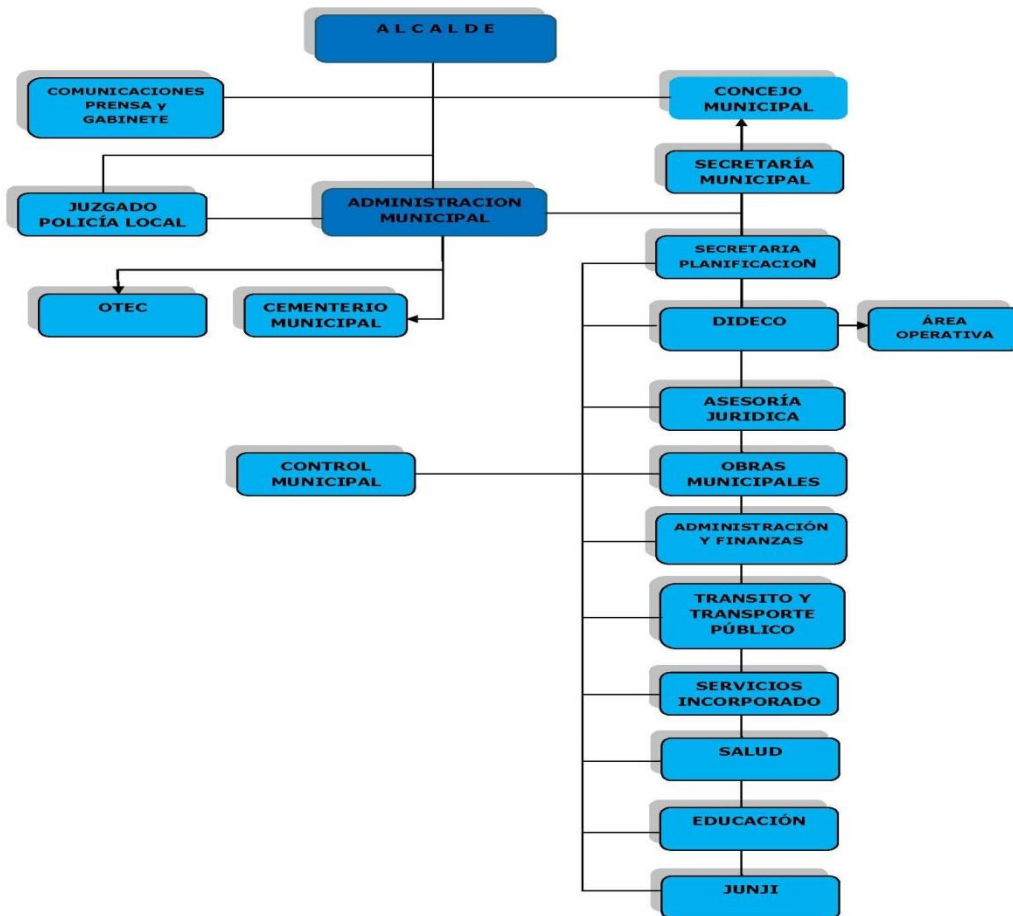 A L C A L D E
COMUNICACIONES
PRENSA y
GABINETE
CONCEJO
MUNICIPAL
SECRETARÍA
MUNICIPAL
JUZGADO
POLICÍA LOCAL
ADMINISTRACION
MUNICIPAL
SECRETARIA
PLANIFICACION
OTEC
CEMENTERIO
MUNICIPAL
DIDECO
ÁREA
OPERATIVA
ASESORÍA
JURIDICA
CONTROL
MUNICIPAL
OBRAS
MUNICIPALES
ADMINISTRACIÓN
Y FINANZAS
TRANSITO Y
TRANSPORTE
PÚBLICO
SERVICIOS
INCORPORADO
SALUD
EDUCACIÓN
JUNJI